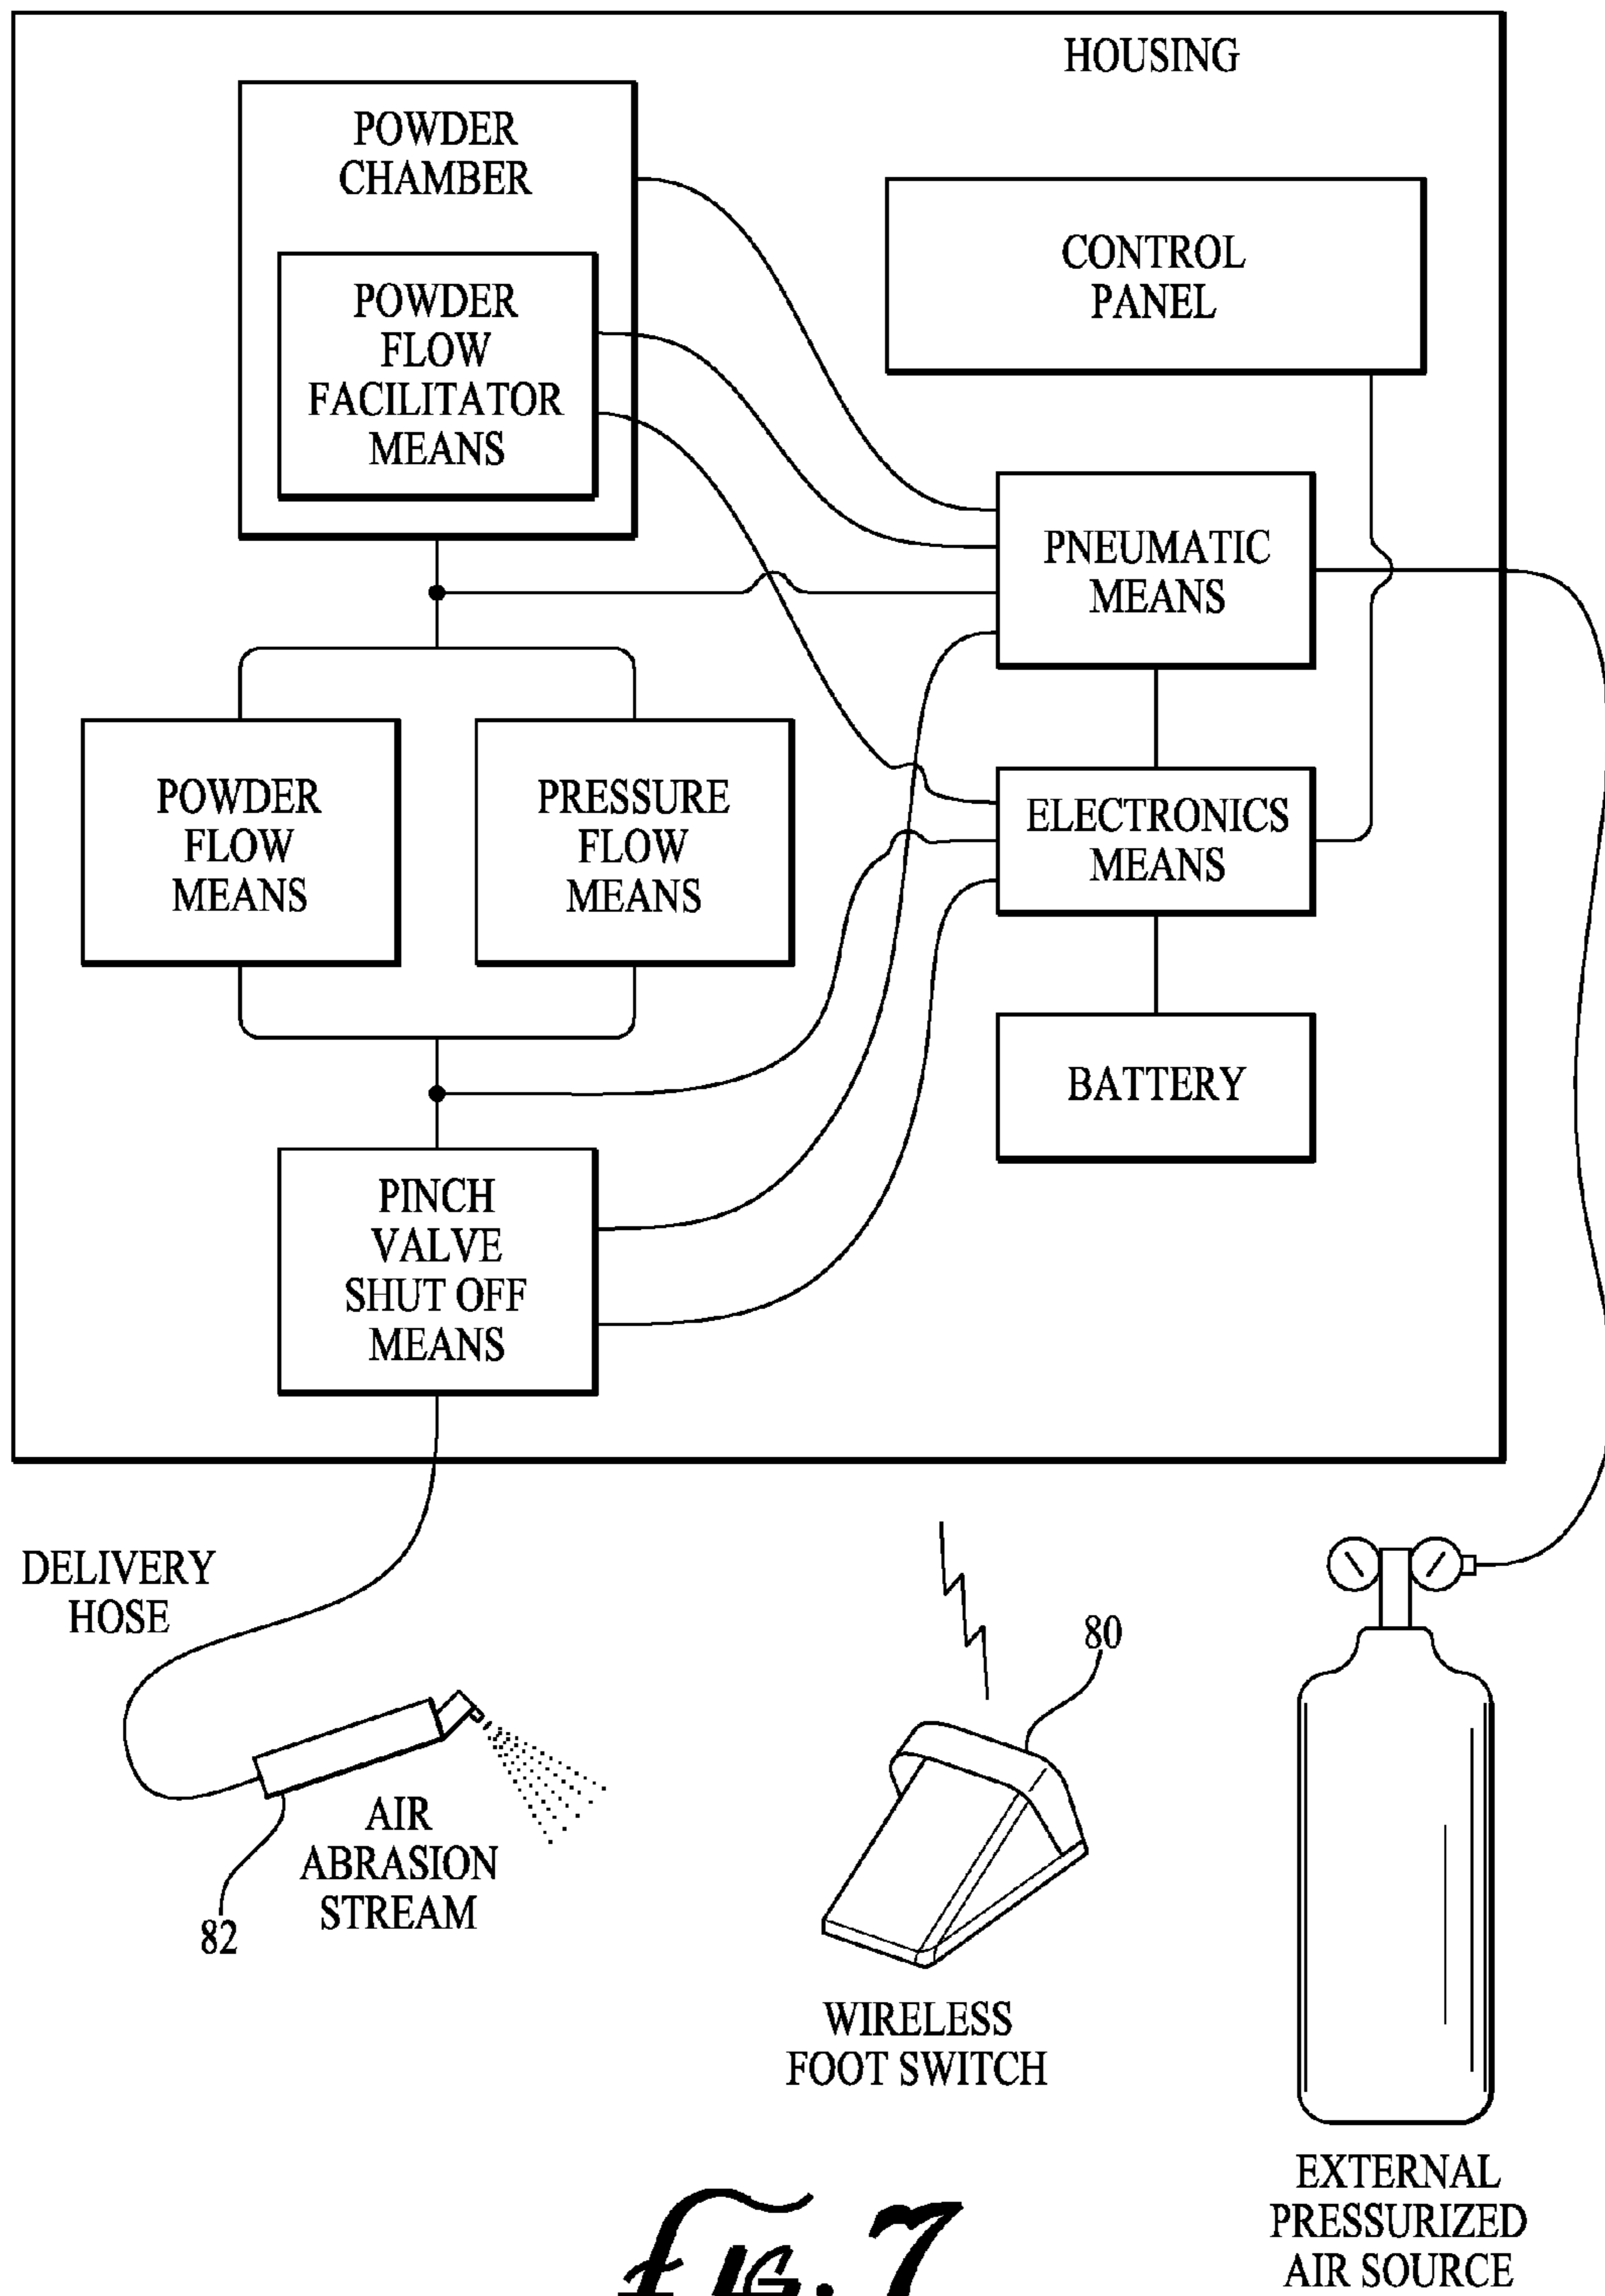 HOUSING
POWDER
CHAMBER
CONTROL
PANEL
POWDER
FLOW
FACILITATOR
MEANS
PNEUMATIC
MEANS
POWDER
FLOW
MEANS
PRESSURE
FLOW
MEANS
ELECTRONICS
MEANS
BATTERY
PINCH
VALVE
SHUT OFF
MEANS
DELIVERY
HOSE
80
AIR
ABRASION
STREAM
82
WIRELESS
FOOT SWITCH
EXTERNAL
PRESSURIZED
AIR SOURCE
FIG. 7